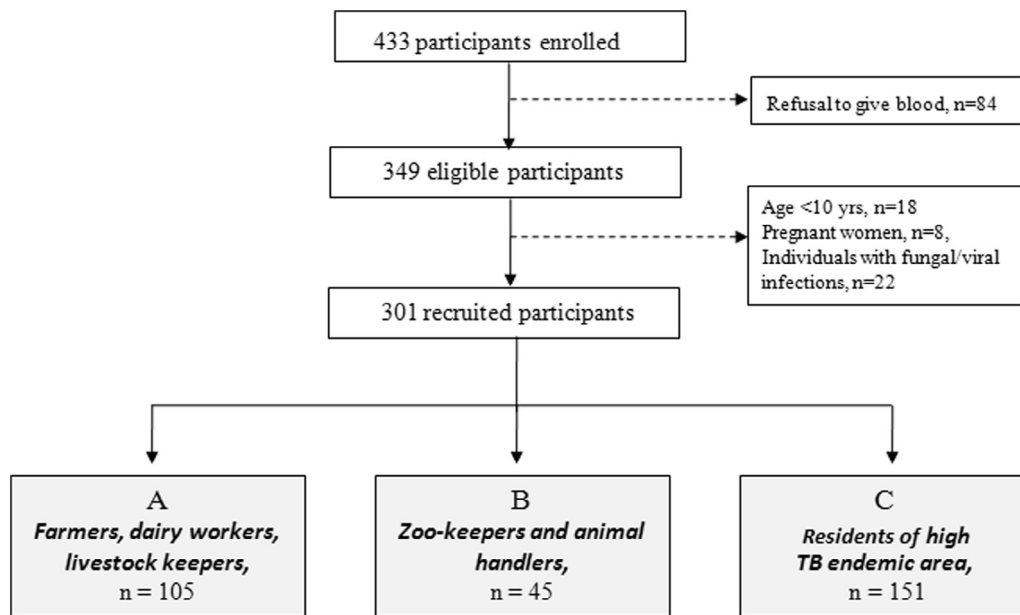 433 participants enrolled
Refusal to give blood, n=84
349 eligible participants
Age <10 yrs, n=18
Pregnant women, n=8,
Individuals with fungal/viral
infections, n=22
301 recruited participants
A
Farmers, dairy workers,
livestock keepers,
n = 105
B
Zoo-keepers and animal
handlers,
n = 45
C
Residents of high
TB endemic area,
n = 151